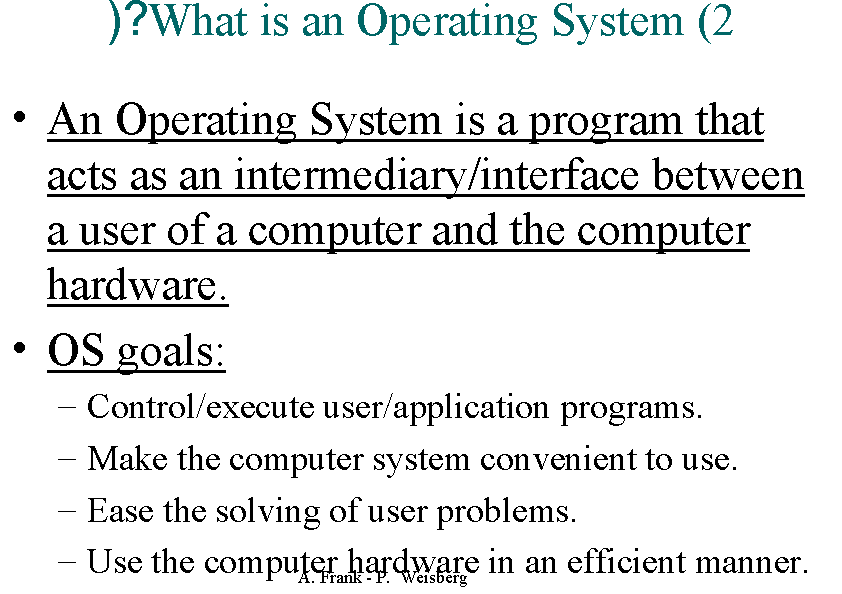 )?What is an Operating System (2
• An Operating System is a program that
acts as an intermediary/interface between
a user of a computer and the computer
hardware.
• OS goals:
– Control/execute user/application programs.
– Make the computer system convenient to use.
– Ease the solving of user problems.
– Use the computer hardware in an efficient manner.
A. Frank - P. Weisberg